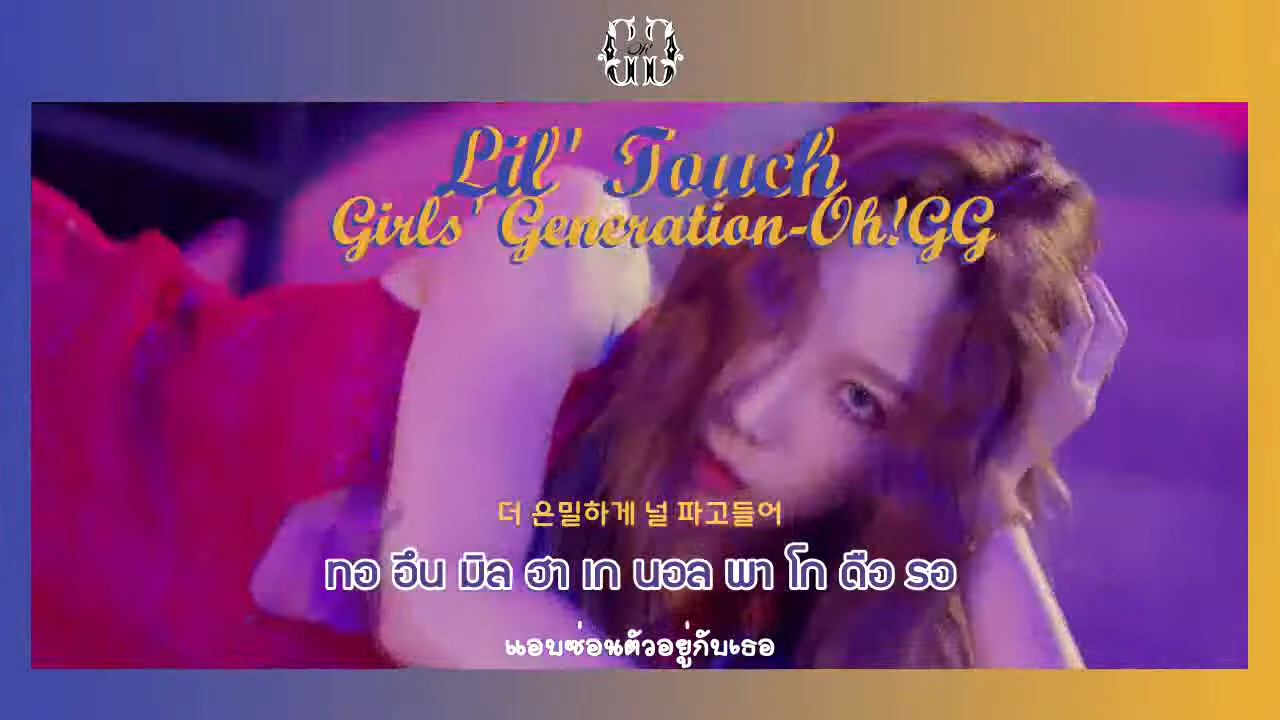 Oh!
Lil' Touch
Girls' Generation-Oh!GG
더 은밀하게 널 파고들어
ทอ อึน มิล ฮา เก นอล พา โก ดือ รอ
แอบซ่อนตัวอยู่กับเธอ